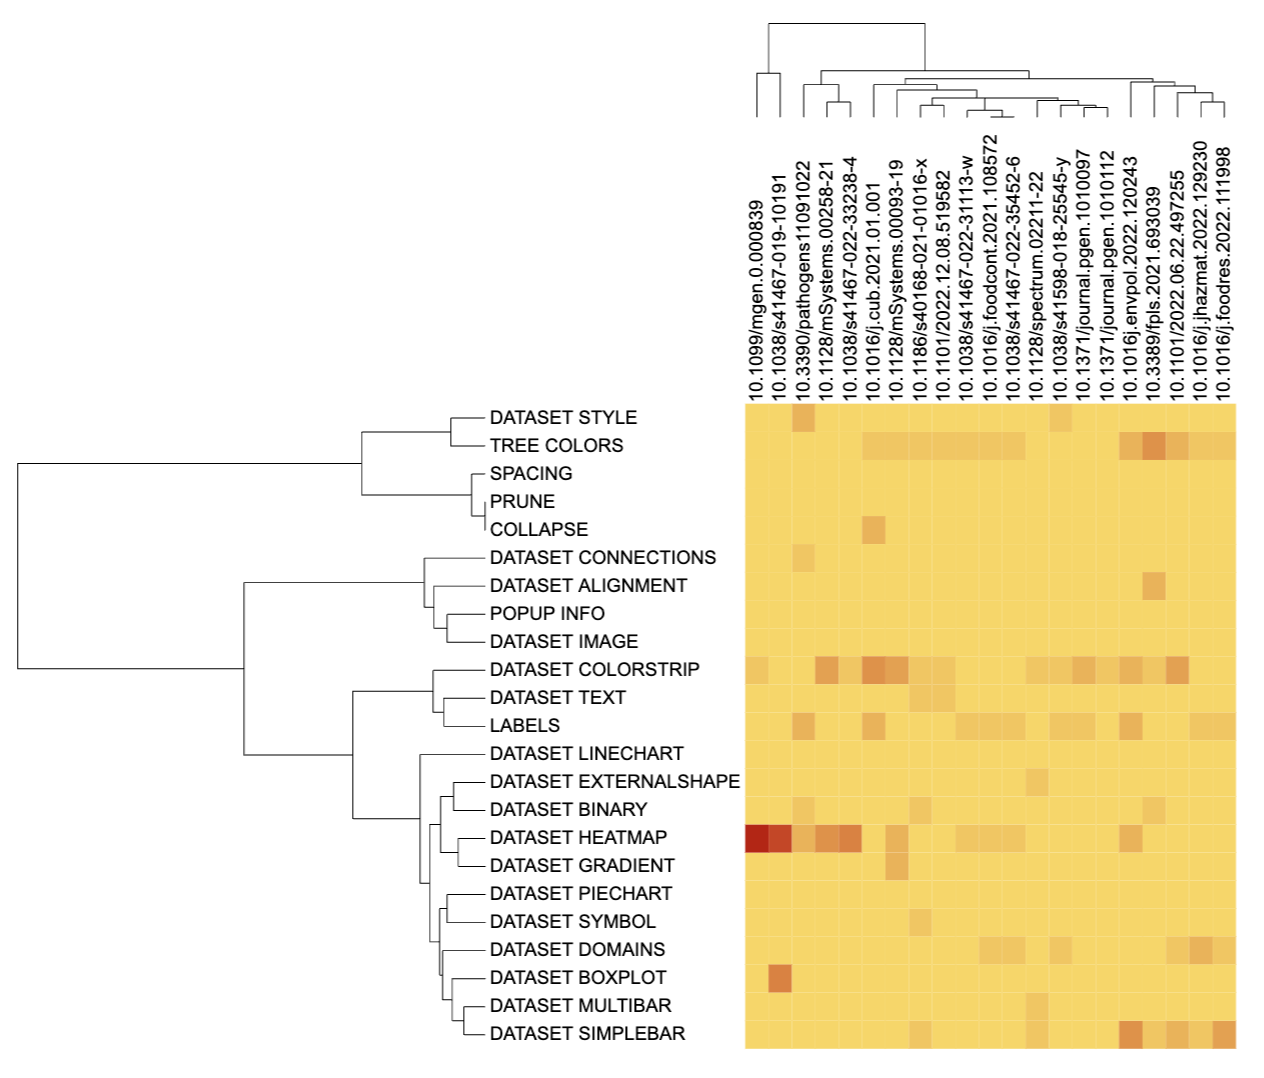 10.1099/mgen.0.000839
10.1038/s41467-019-10191
10.3390/pathogens11091022
10.1128/mSystems.00258-21
10.1038/s41467-022-33238-4
10.1016/j.cub.2021.01.001
10.1128/mSystems.00093-19
10.1186/s40168-021-01016-x
10.1101/2022.12.08.519582
10.1038/s41467-022-31113-w
10.1016/j.foodcont.2021.108572
10.1038/s41467-022-35452-6
10.1128/spectrum.02211-22
10.1038/s41598-018-25545-y
10.1371/journal.pgen.1010097
10.1371/journal.pgen.1010112
10.1016j.envpol.2022.120243
10.3389/fpls.2021.693039
10.1101/2022.06.22.497255
10.1016/j.jhazmat.2022.129230
10.1016/j.foodres.2022.111998
DATASET STYLE
TREE COLORS
SPACING
PRUNE
COLLAPSE
DATASET CONNECTIONS
DATASET ALIGNMENT
POPUP INFO
DATASET IMAGE
DATASET COLORSTRIP
DATASET TEXT
LABELS
DATASET LINECHART
DATASET EXTERNALSHAPE
DATASET BINARY
DATASET HEATMAP
DATASET GRADIENT
DATASET PIECHART
DATASET SYMBOL
DATASET DOMAINS
DATASET BOXPLOT
DATASET MULTIBAR
DATASET SIMPLEBAR